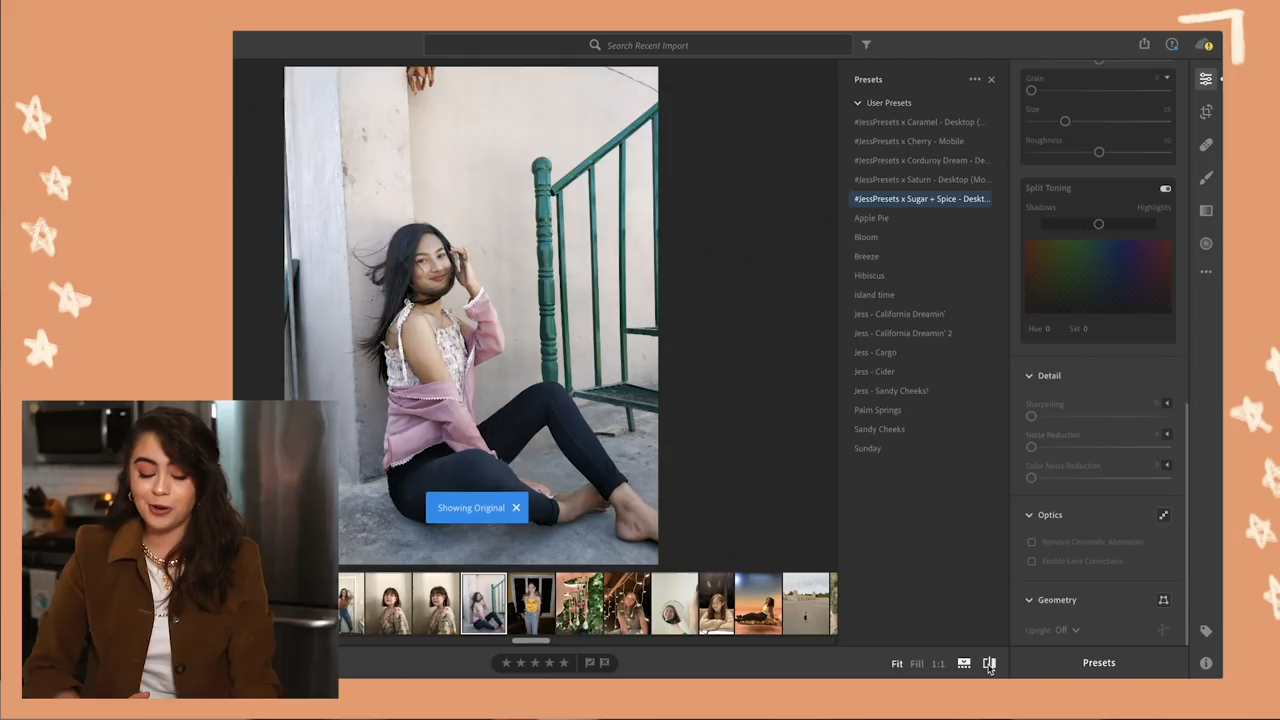 Search Recent Import
Presets
User Presets
#JessPresets x Caramel - Desktop (...
#JessPresets x Cherry - Mobile
#JessPresets x Corduroy Dream - De...
#JessPresets x Saturn - Desktop (Mo...
#JessPresets x Sugar + Spice - Deskt...
Apple Pie
Bloom
Breeze
Hibiscus
island time
Jess - California Dreamin'
Jess - California Dreamin' 2
Jess - Cargo
Jess - Cider
Jess - Sandy Cheeks!
Palm Springs
Sandy Cheeks
Sunday
Grain 0
Size 25
Roughness 50
Split Toning
Shadows Highlights
Hue 0 Sat 0
Detail
Sharpening
Noise Reduction
Color Noise Reduction
Optics
Remove Chromatic Aberration
Enable Lens Corrections
Geometry
Upright Off
Showing Original
Fit Fill 1:1
Presets